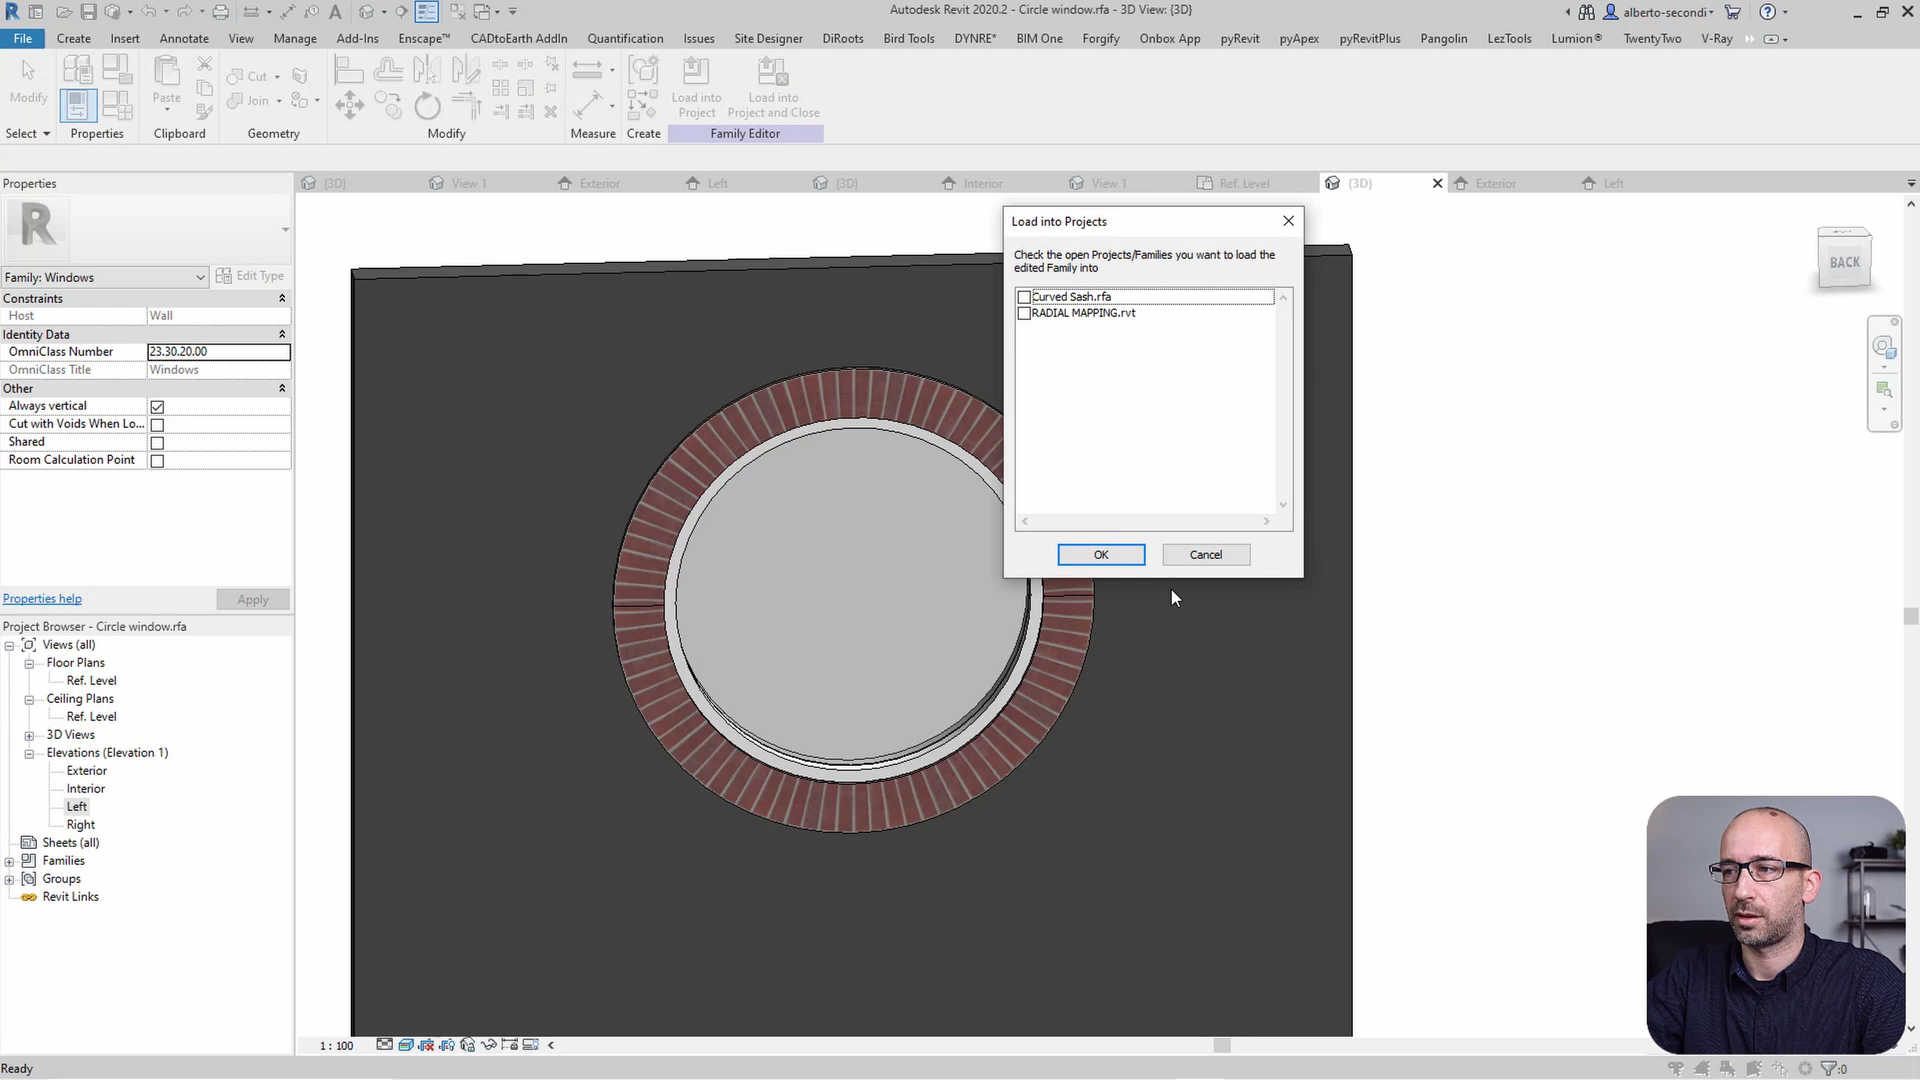 Autodesk Revit 2020.2 - Circle window.rfa - 3D View: {3D}
alberto-secondi
File Create Insert Annotate View Manage Add-Ins Enscape™ CADtoEarth AddIn Quantification Issues Site Designer DiRoots Bird Tools DYNRE* BIM One Forgify Onbox App pyRevit pyApex pyRevitPlus Pangolin LezTools Lumion® TwentyTwo V-Ray
Modify
Paste
Cut
Join
Load into
Project
Load into
Project and Close
Select Properties Clipboard Geometry Modify Measure Create Family Editor
Properties
{3D} View 1 Exterior Left {3D} Interior View 1 Ref. Level {3D} Exterior Left
R
Family: Windows
Edit Type
Constraints
Host Wall
Identity Data
OmniClass Number 23.30.20.00
OmniClass Title Windows
Other
Always vertical
Cut with Voids When Lo...
Shared
Room Calculation Point
Properties help Apply
Project Browser - Circle window.rfa
Views (all)
Floor Plans
Ref. Level
Ceiling Plans
Ref. Level
3D Views
Elevations (Elevation 1)
Exterior
Interior
Left
Right
Sheets (all)
Families
Groups
Revit Links
Load into Projects
Check the open Projects/Families you want to load the
edited Family into
Curved Sash.rfa
RADIAL MAPPING.rvt
OK Cancel
BACK
1 : 100
Ready
:0